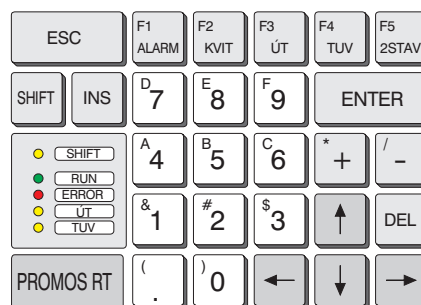 ESC F1 ALARM F2 KVIT F3 ÚT F4 TUV F5 2STAV
SHIFT INS D 7 E 8 F 9 ENTER
SHIFT A 4 B 5 C 6 * + / -
RUN
ERROR
ÚT
TUV & 1 # 2 $ 3 DEL
PROMOS RT ( . ) 0